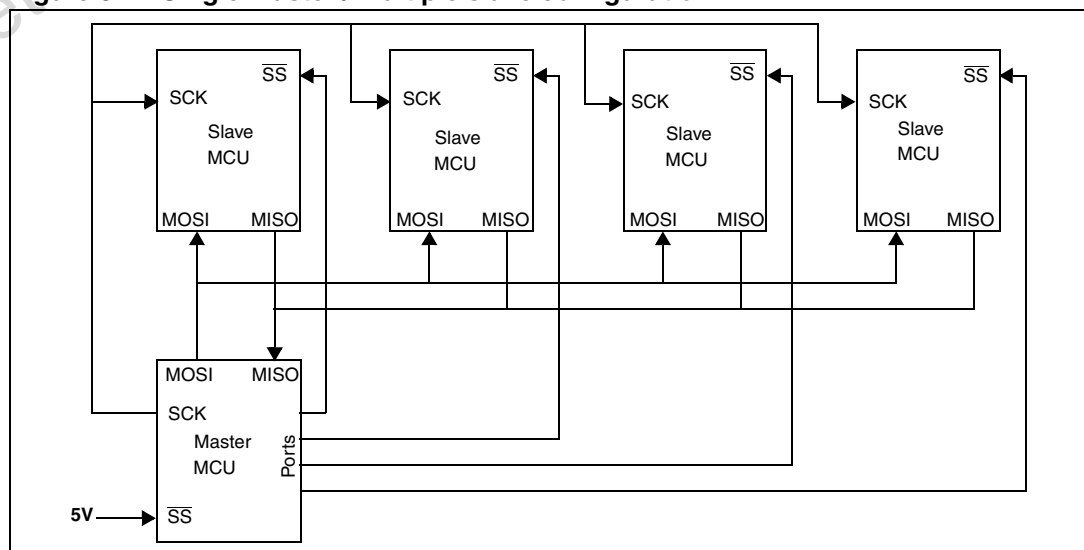 SS SS SS SS
SCK SCK SCK SCK
Slave Slave Slave Slave
MCU MCU MCU MCU
MOSI MISO MOSI MISO MOSI MISO MOSI MISO
MOSI MISO
SCK
Master
MCU
Ports
5V SS